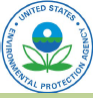 UNITED STATES
ENVIRONMENTAL PROTECTION AGENCY